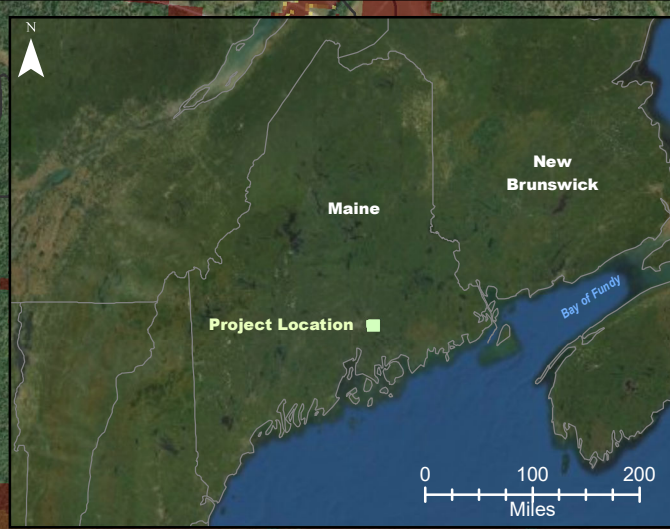 N
New
Brunswick
Maine
Bay of Fundy
Project Location
0 100 200
Miles